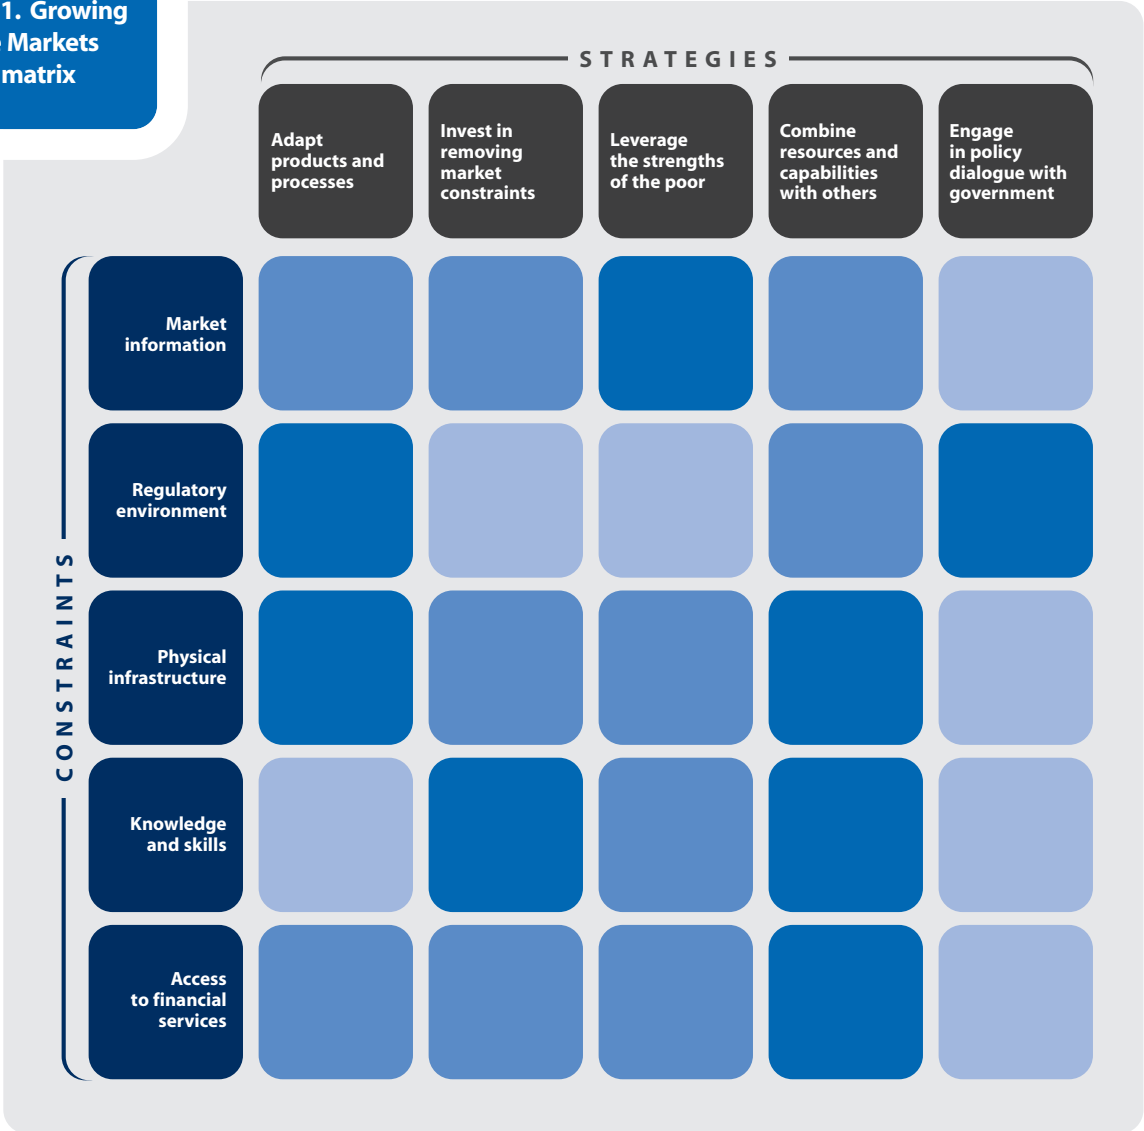 1. Growing
Markets
matrix
STRATEGIES
Adapt
products and
processes
Invest in
removing
market
constraints
Leverage
the strengths
of the poor
Combine
resources and
capabilities
with others
Engage
in policy
dialogue with
government
CONSTRAINTS
Market
information
Regulatory
environment
Physical
infrastructure
Knowledge
and skills
Access
to financial
services